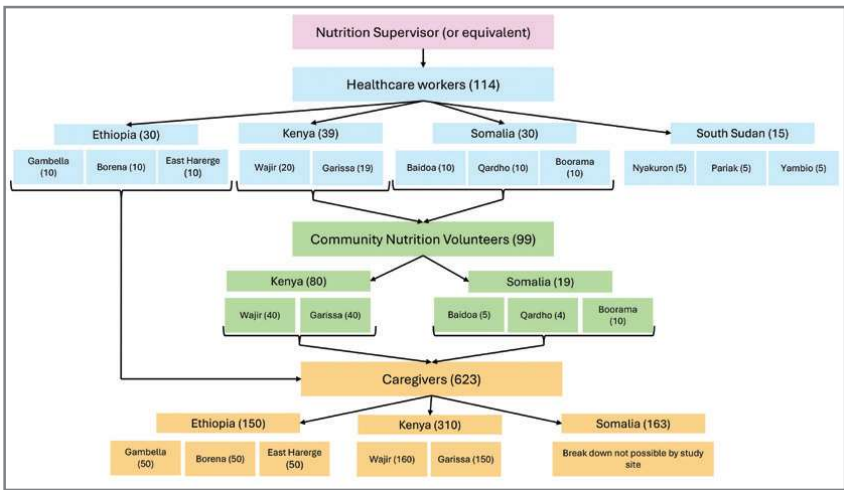 Nutrition Supervisor (or equivalent)
Healthcare workers (114)
Ethiopia (30)
Kenya (39)
Somalia (30)
South Sudan (15)
Gambella
(10)
Borena (10)
East Harerge
(10)
Wajir (20)
Garissa (19)
Baidoa (10)
Qardho (10)
Boorama
(10)
Nyakuron (5)
Pariak (5)
Yambio (5)
Community Nutrition Volunteers (99)
Kenya (80)
Somalia (19)
Wajir (40)
Garissa (40)
Baidoa (5)
Qardho (4)
Boorama
(10)
Caregivers (623)
Ethiopia (150)
Kenya (310)
Somalia (163)
Gambella
(50)
Borena (50)
East Harerge
(50)
Wajir (160)
Garissa (150)
Break down not possible by study
site